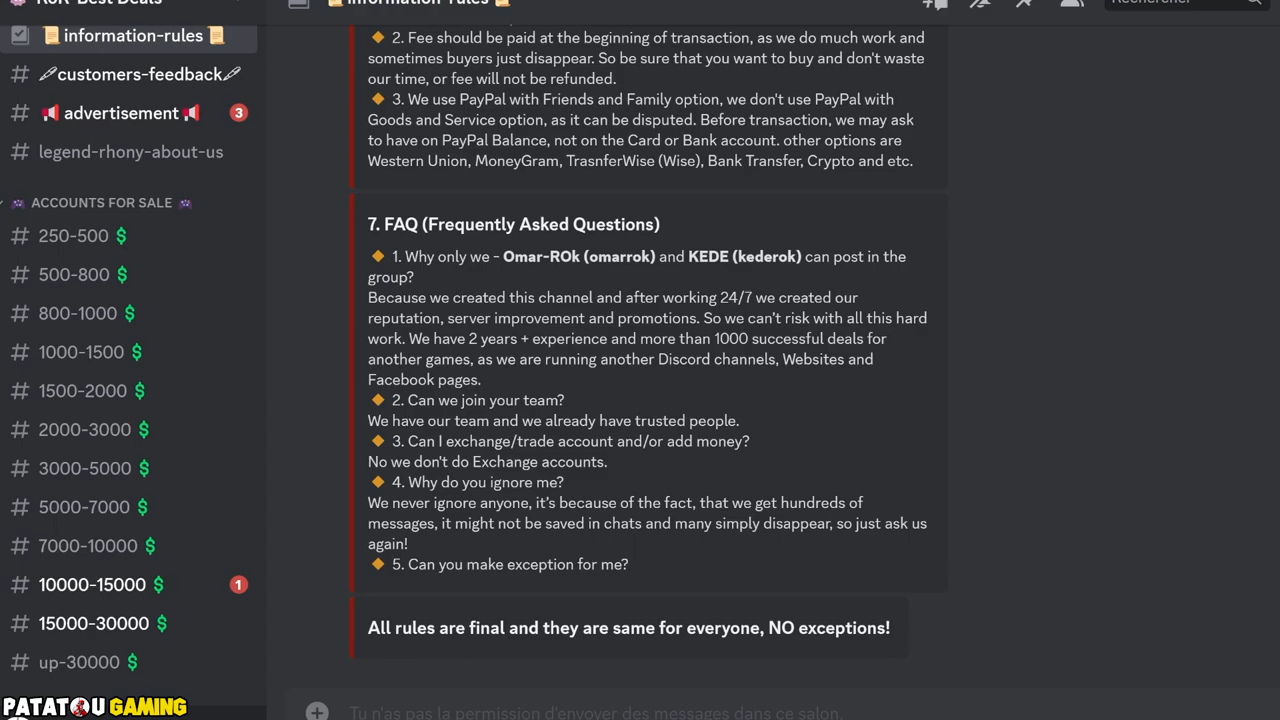 RoR-Best Deals
information-rules
information-rules
Rechercher
# customers-feedback
# advertisement 3
# legend-rhony-about-us
ACCOUNTS FOR SALE
# 250-500 $
# 500-800 $
# 800-1000 $
# 1000-1500 $
# 1500-2000 $
# 2000-3000 $
# 3000-5000 $
# 5000-7000 $
# 7000-10000 $
# 10000-15000 $ 1
# 15000-30000 $
# up-30000 $
PATATOU GAMING
2. Fee should be paid at the beginning of transaction, as we do much work and
sometimes buyers just disappear. So be sure that you want to buy and don't waste
our time, or fee will not be refunded.
3. We use PayPal with Friends and Family option, we don't use PayPal with
Goods and Service option, as it can be disputed. Before transaction, we may ask
to have on PayPal Balance, not on the Card or Bank account. other options are
Western Union, MoneyGram, TrasnferWise (Wise), Bank Transfer, Crypto and etc.
7. FAQ (Frequently Asked Questions)
1. Why only we - Omar-ROk (omarrok) and KEDE (kederok) can post in the
group?
Because we created this channel and after working 24/7 we created our
reputation, server improvement and promotions. So we can't risk with all this hard
work. We have 2 years + experience and more than 1000 successful deals for
another games, as we are running another Discord channels, Websites and
Facebook pages.
2. Can we join your team?
We have our team and we already have trusted people.
3. Can I exchange/trade account and/or add money?
No we don't do Exchange accounts.
4. Why do you ignore me?
We never ignore anyone, it's because of the fact, that we get hundreds of
messages, it might not be saved in chats and many simply disappear, so just ask us
again!
5. Can you make exception for me?
All rules are final and they are same for everyone, NO exceptions!
Tu n'as pas la permission d'envoyer des messages dans ce salon.